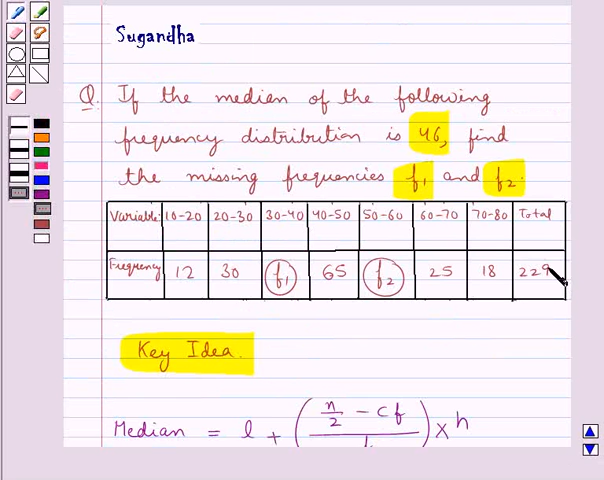 Sugandha
Q. If the median of the following
frequency distribution is 46, find
the missing frequencies f₁ and f₂.
Variable 10-20 20-30 30-40 40-50 50-60 60-70 70-80 Total
Frequency 12 30 f₁ 65 f₂ 25 18 229
Key Idea.
Median = l + ( n/2 - cf ) × h